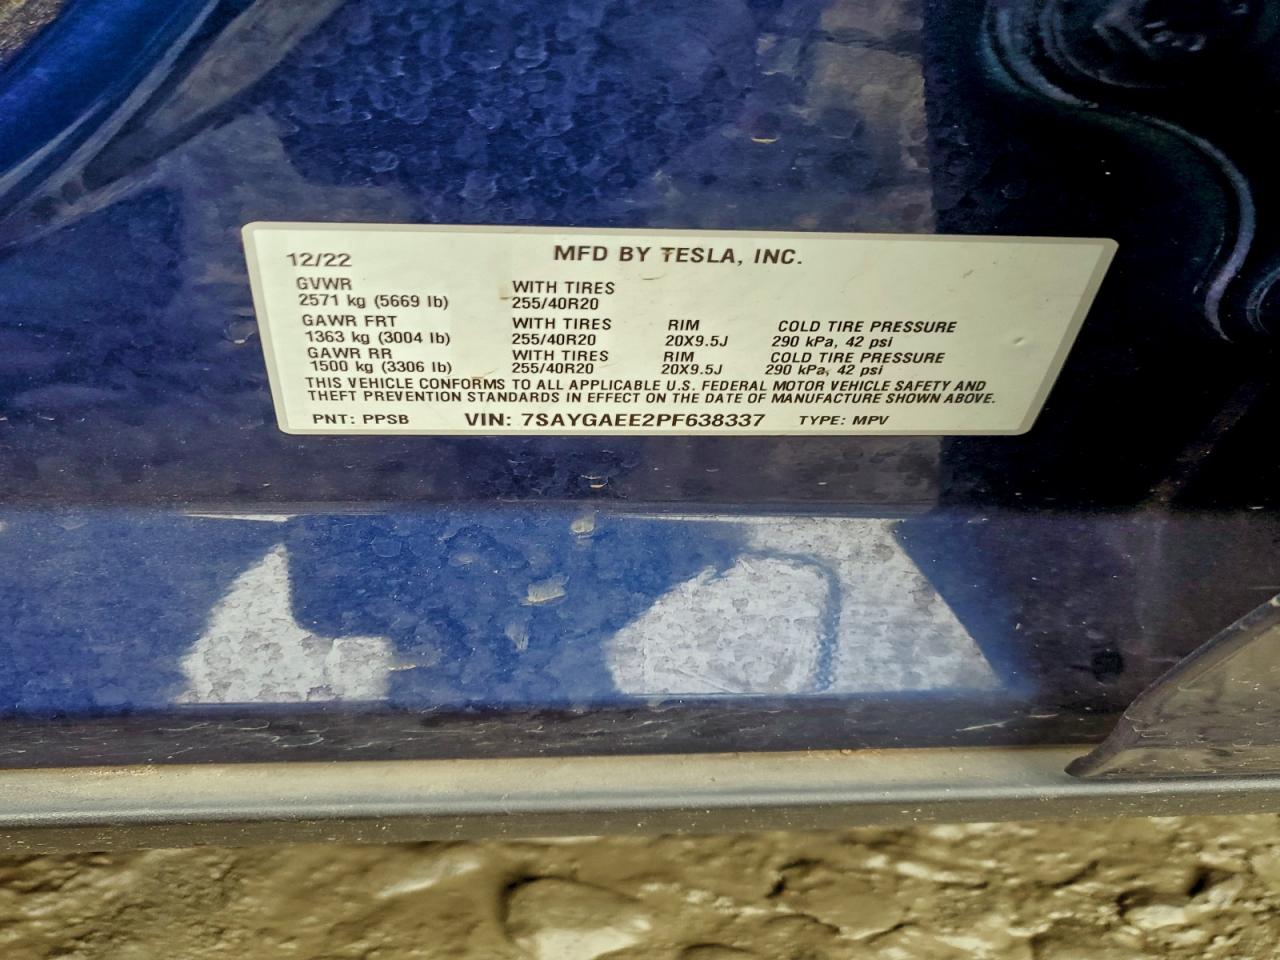 12/22 MFD BY TESLA, INC.
GVWR WITH TIRES
2571 kg (5669 lb) 255/40R20
GAWR FRT WITH TIRES RIM COLD TIRE PRESSURE
1363 kg (3004 lb) 255/40R20 20X9.5J 290 kPa, 42 psi
GAWR RR WITH TIRES RIM COLD TIRE PRESSURE
1500 kg (3306 lb) 255/40R20 20X9.5J 290 kPa, 42 psi
THIS VEHICLE CONFORMS TO ALL APPLICABLE U.S. FEDERAL MOTOR VEHICLE SAFETY AND
THEFT PREVENTION STANDARDS IN EFFECT ON THE DATE OF MANUFACTURE SHOWN ABOVE.
PNT: PPSB VIN: 7SAYGAEE2PF638337 TYPE: MPV